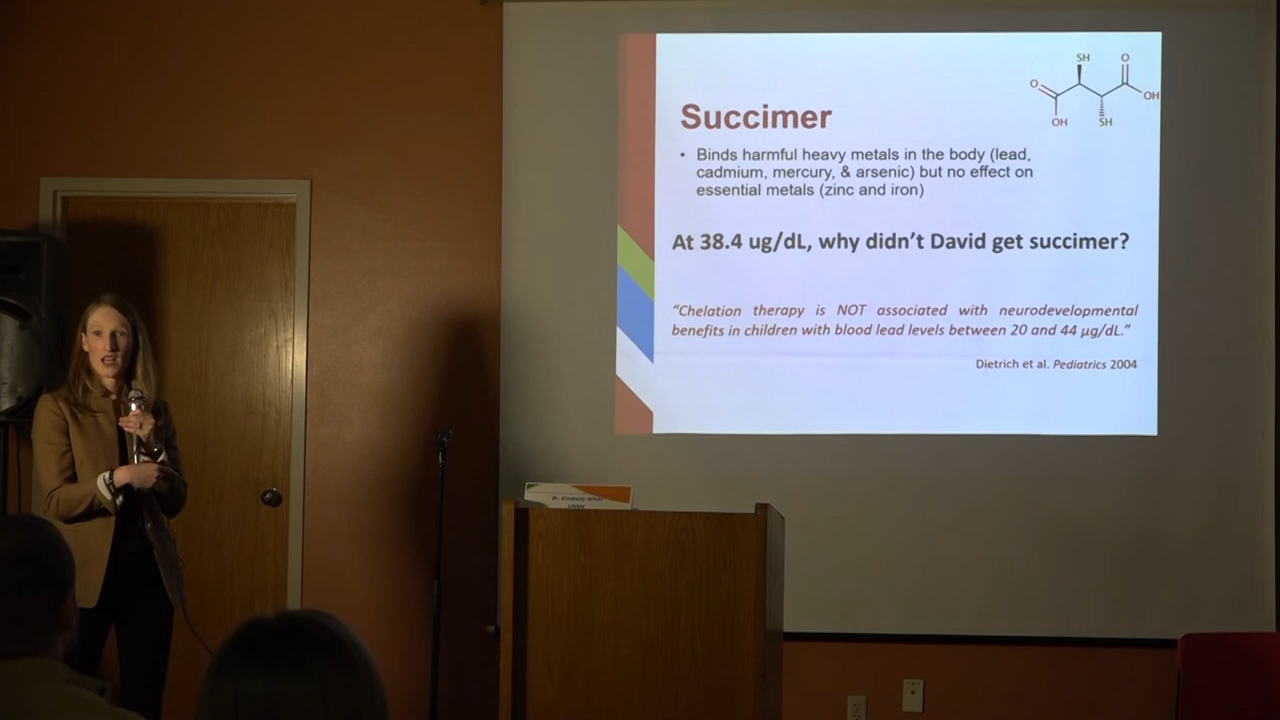 SH
O
O
OH
OH
SH
Succimer
• Binds harmful heavy metals in the body (lead,
cadmium, mercury, & arsenic) but no effect on
essential metals (zinc and iron)
At 38.4 ug/dL, why didn't David get succimer?
“Chelation therapy is NOT associated with neurodevelopmental
benefits in children with blood lead levels between 20 and 44 µg/dL.”
Dietrich et al. Pediatrics 2004
Dr. Kimberly